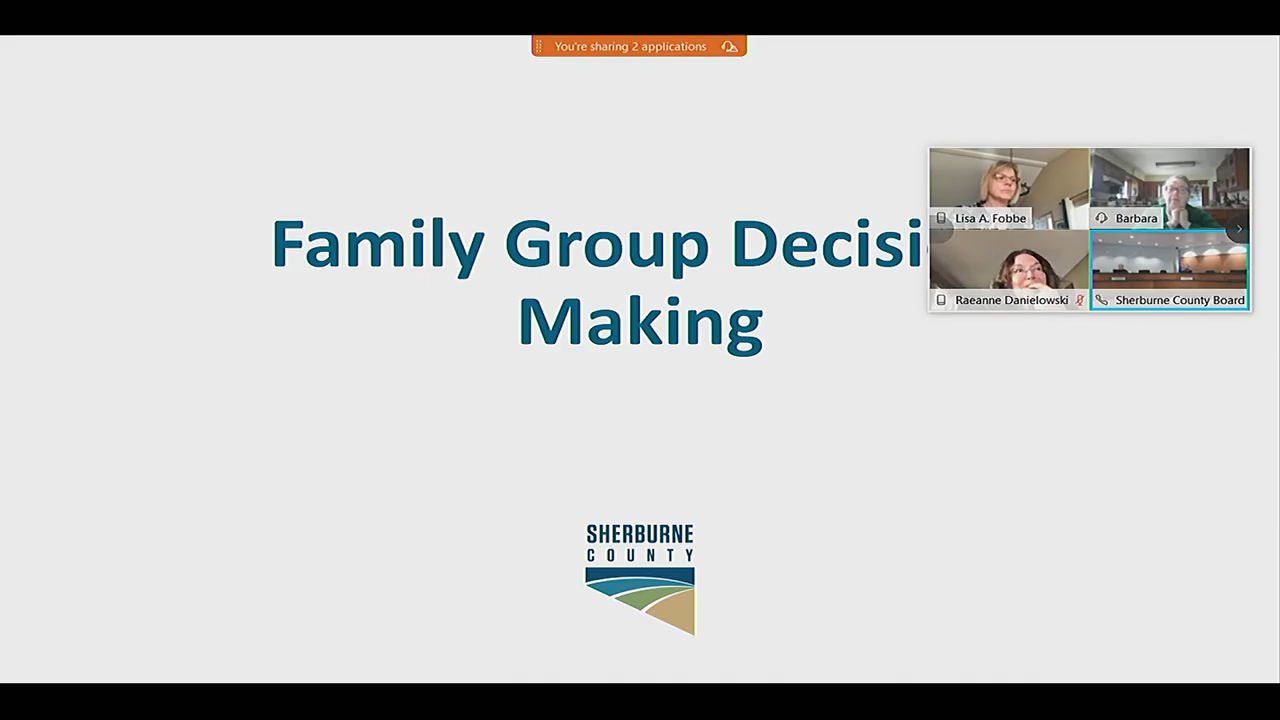 You're sharing 2 applications
Family Group Decisi
Making
Lisa A. Fobbe
Barbara
Raeanne Danielowski
Sherburne County Board
SHERBURNE
COUNTY